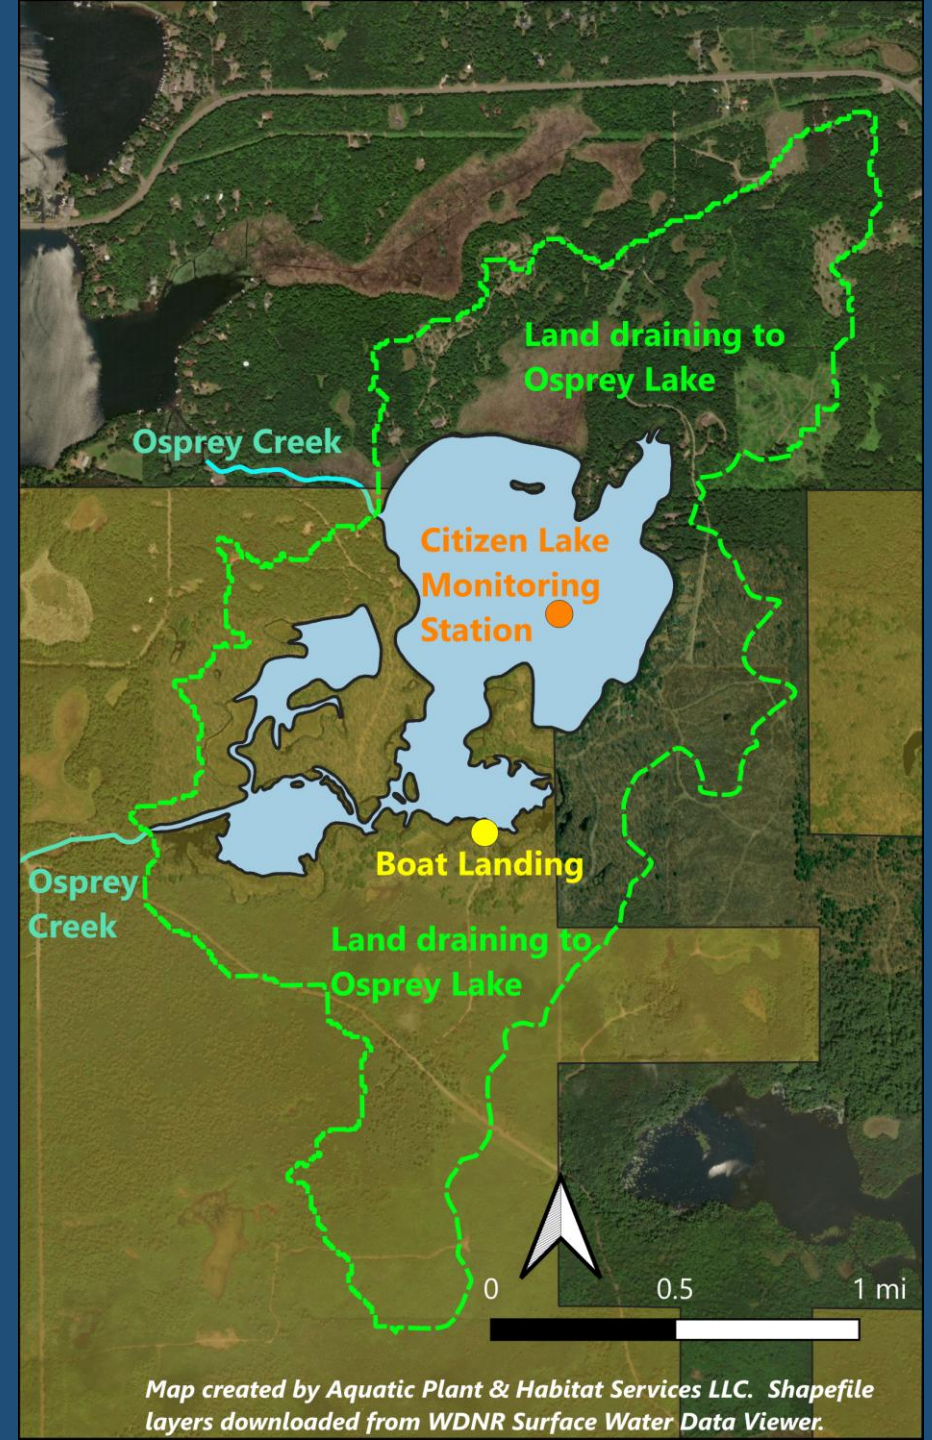 Land draining to
Osprey Lake
Osprey Creek
Citizen Lake
Monitoring
Station
Boat Landing
Osprey
Creek
Land draining to
Osprey Lake
0 0.5 1 mi
Map created by Aquatic Plant & Habitat Services LLC. Shapefile
layers downloaded from WDNR Surface Water Data Viewer.